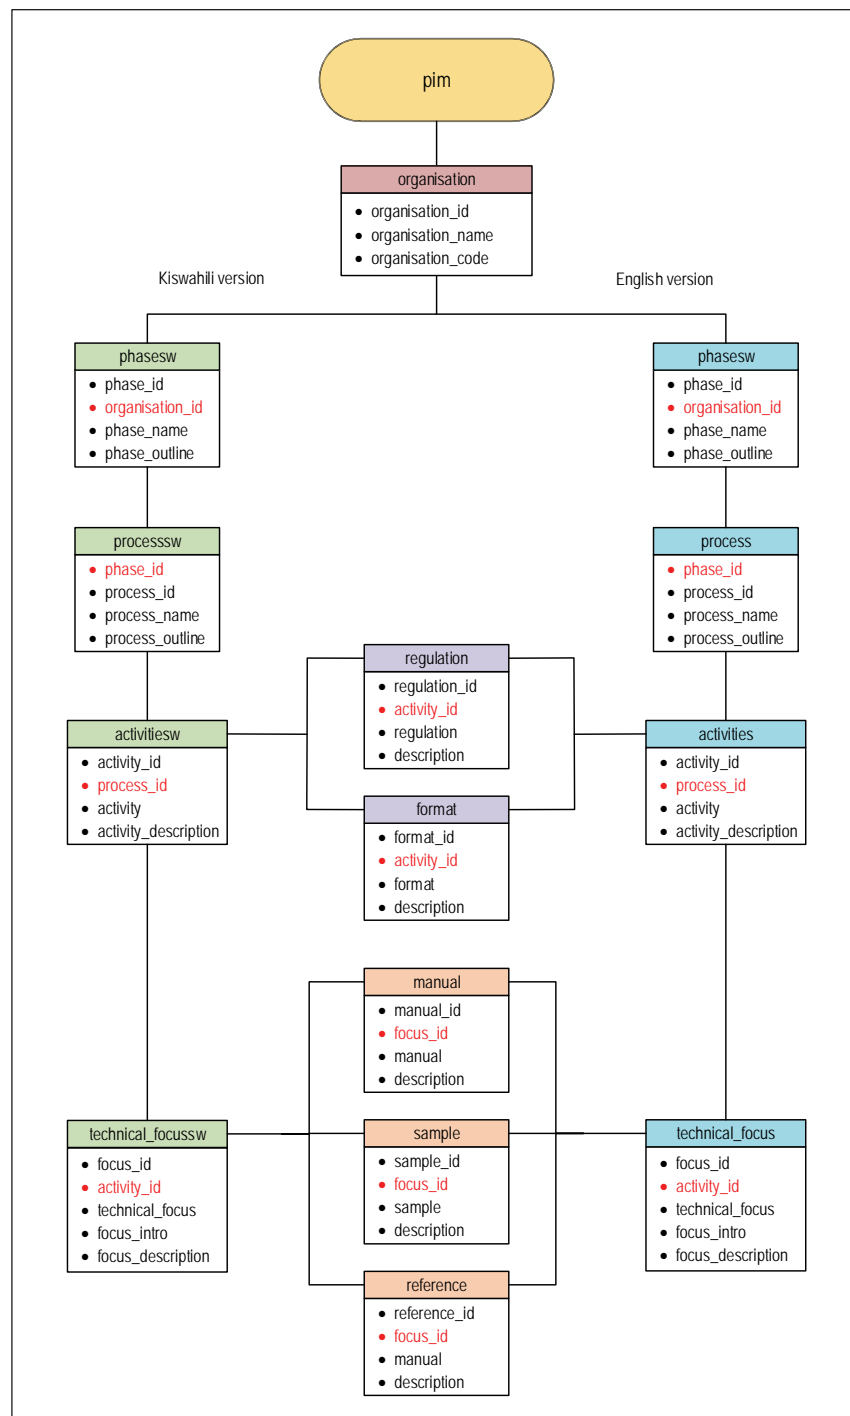 pim
organisation
• organisation_id
• organisation_name
• organisation_code
Kiswahili version
English version
phasesw
• phase_id
• organisation_id
• phase_name
• phase_outline
phasesw
• phase_id
• organisation_id
• phase_name
• phase_outline
processsw
• phase_id
• process_id
• process_name
• process_outline
process
• phase_id
• process_id
• process_name
• process_outline
regulation
• regulation_id
• activity_id
• regulation
• description
activitiesw
• activity_id
• process_id
• activity
• activity_description
activities
• activity_id
• process_id
• activity
• activity_description
format
• format_id
• activity_id
• format
• description
manual
• manual_id
• focus_id
• manual
• description
technical_focussw
• focus_id
• activity_id
• technical_focus
• focus_intro
• focus_description
sample
• sample_id
• focus_id
• sample
• description
technical_focus
• focus_id
• activity_id
• technical_focus
• focus_intro
• focus_description
reference
• reference_id
• focus_id
• manual
• description